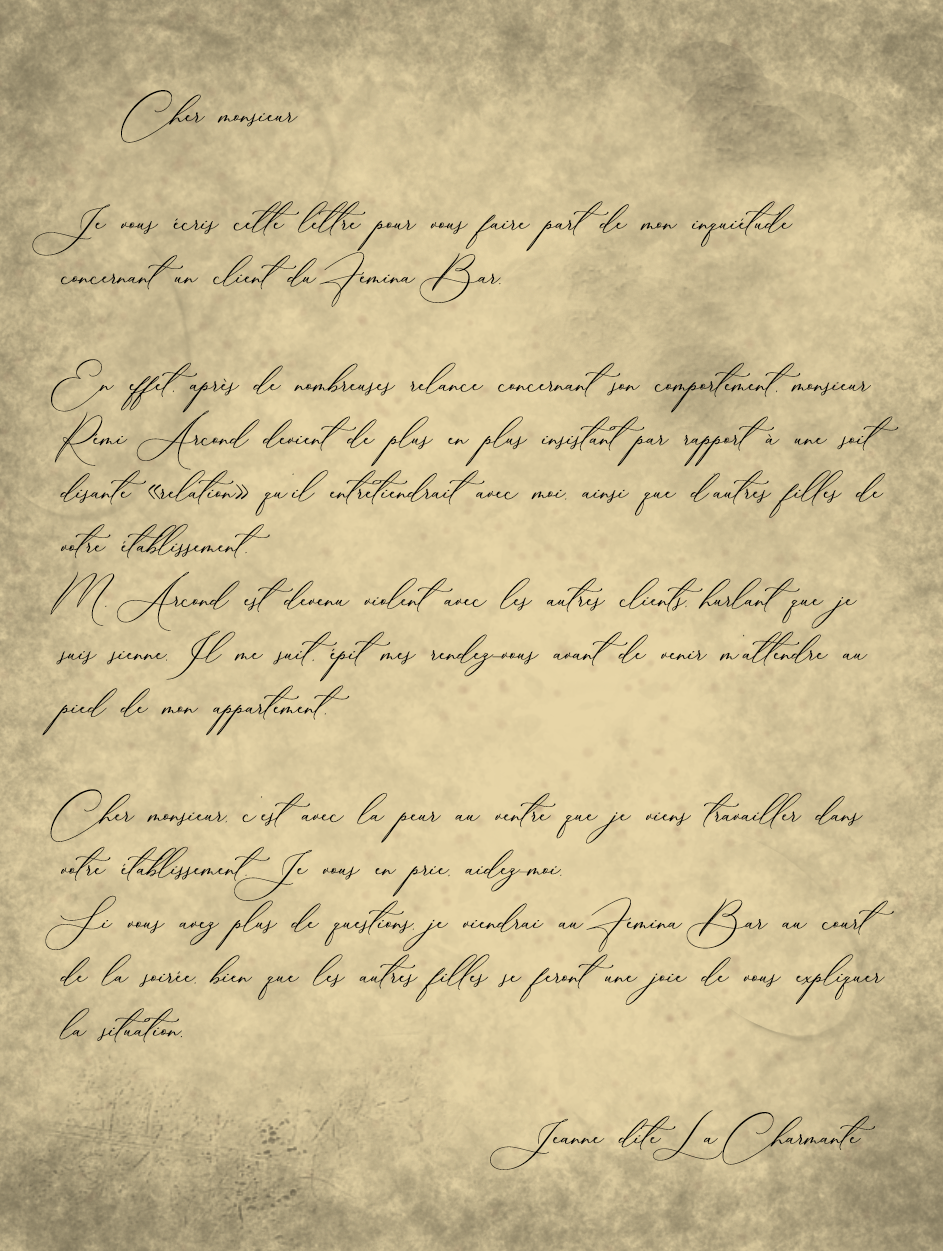 Cher monsieur
Je vous écris cette lettre pour vous faire part de mon inquiétude
concernant un client du Femina Bar.
En effet, après de nombreuses relance concernant son comportement, monsieur
Remi Arcond devient de plus en plus insistant par rapport à une soit
disante «relation» qu'il entretiendrait avec moi, ainsi que d'autres filles de
votre établissement.
M. Arcond est devenu violent avec les autres clients, hurlant que je
suis sienne. Il me suit, épit mes rendez-vous avant de venir m'attendre au
pied de mon appartement.
Cher monsieur, c'est avec la peur au ventre que je viens travailler dans
votre établissement. Je vous en prie, aidez-moi.
Si vous avez plus de questions, je viendrai au Femina Bar au court
de la soirée, bien que les autres filles se feront une joie de vous expliquer
la situation.
Jeanne dite La Charmante